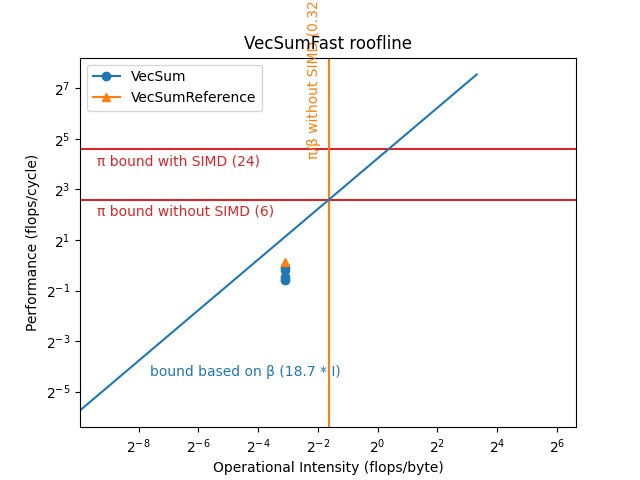 VecSumFast roofline
VecSum
VecSumReference
π/β without SIMD (0.32
π bound with SIMD (24)
π bound without SIMD (6)
bound based on β (18.7 * I)
Performance (flops/cycle)
2^7
2^5
2^3
2^1
2^−1
2^−3
2^−5
2^−8 2^−6 2^−4 2^−2 2^0 2^2 2^4 2^6
Operational Intensity (flops/byte)